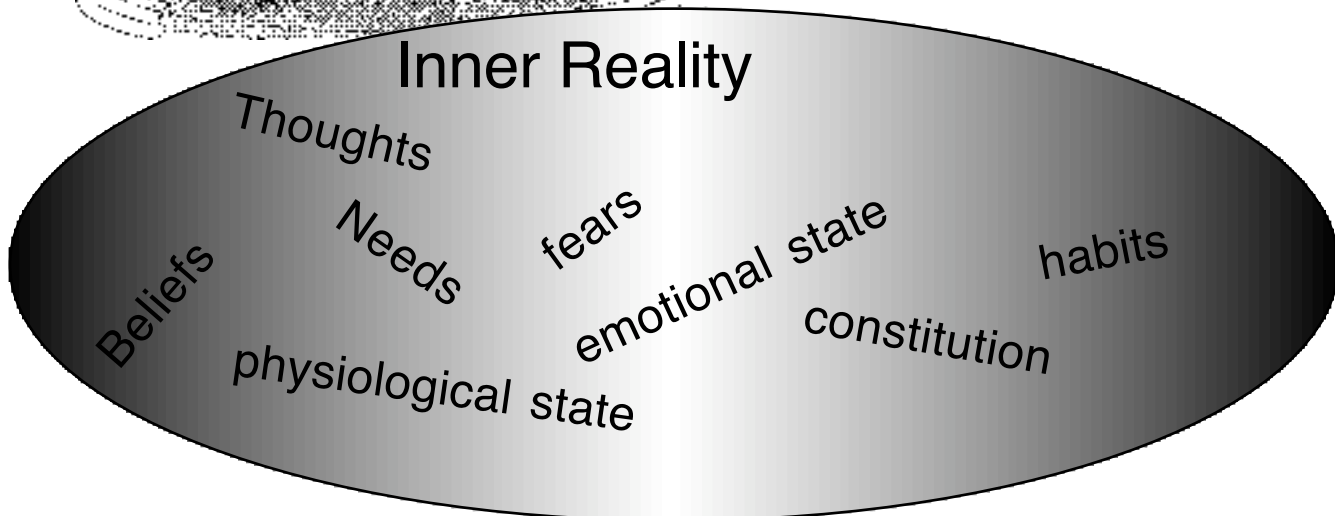 Inner Reality
Thoughts
Needs
fears
emotional state
habits
Beliefs
constitution
physiological state